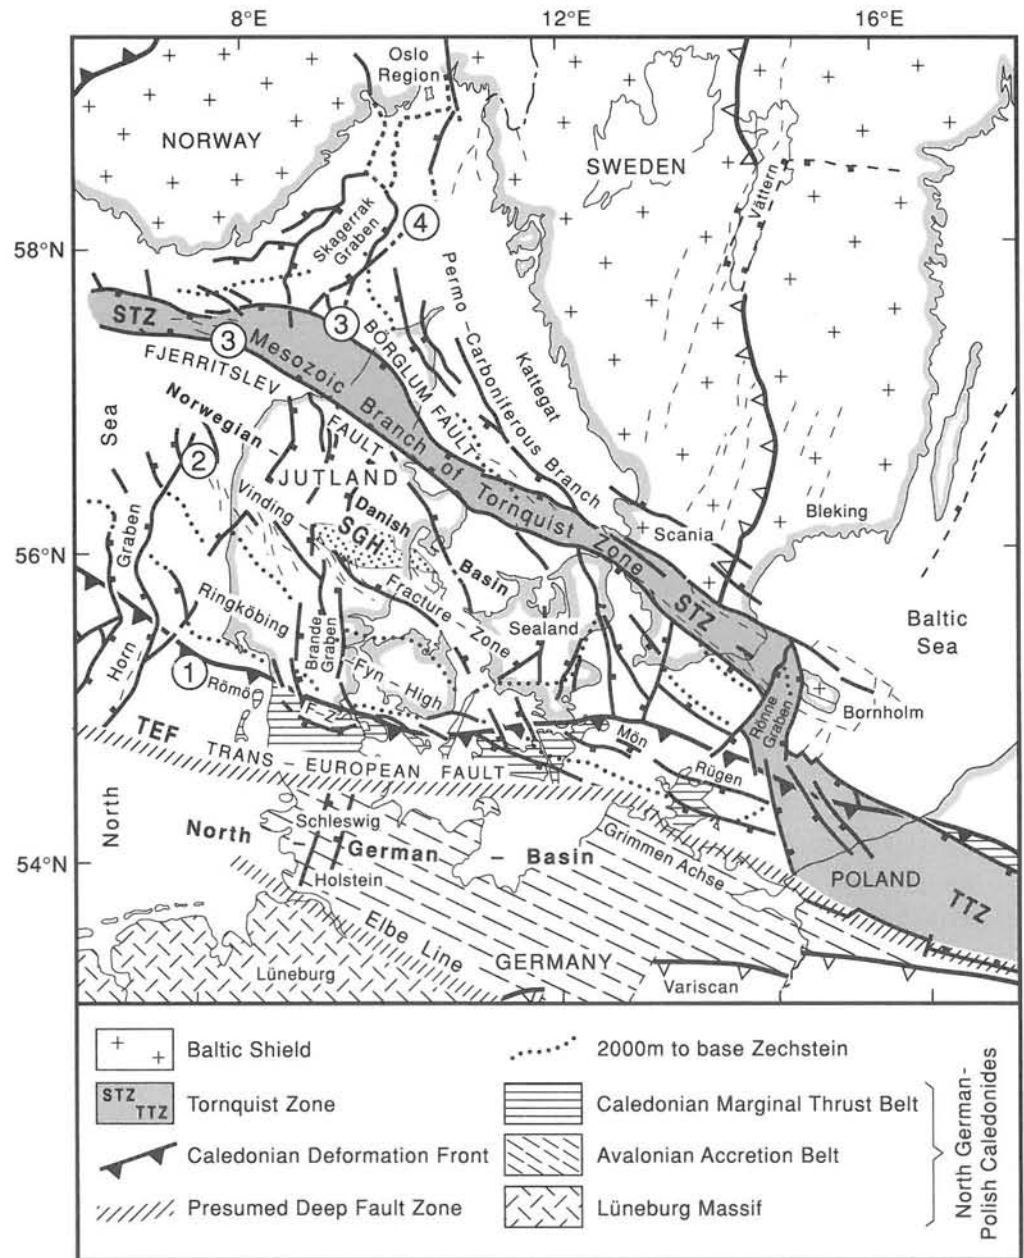 8°E
12°E
16°E
Oslo
Region
NORWAY
SWEDEN
Vättern
58°N
Skagerrak
Graben
4
STZ
3
3
Mesozoic Branch of Tornquist Zone
BÖRGLUM FAULT
Permo-Carboniferous Branch
Kattegat
FJERRITSLEV
FAULT
Norwegian -
Danish
Basin
Sea
2
JUTLAND
Vinding
Fracture - Zone
SGH
Graben
Horn
Bleking
Scania
56°N
STZ
Ringköbing
-Fyn - High
Brande
Graben
Sealand
Baltic
Sea
1
Römö
F-Z
Rönne
Graben
Bornholm
Mön
Rügen
TEF
TRANS-EUROPEAN FAULT
North
Schleswig
-
Holstein
North
German
- Basin
Grimmen Achse
54°N
POLAND
TTZ
Elbe Line
Lüneburg
GERMANY
Variscan
Baltic Shield
STZ
TTZ
Tornquist Zone
Caledonian Deformation Front
Presumed Deep Fault Zone
2000m to base Zechstein
Caledonian Marginal Thrust Belt
Avalonian Accretion Belt
Lüneburg Massif
North German-
Polish Caledonides